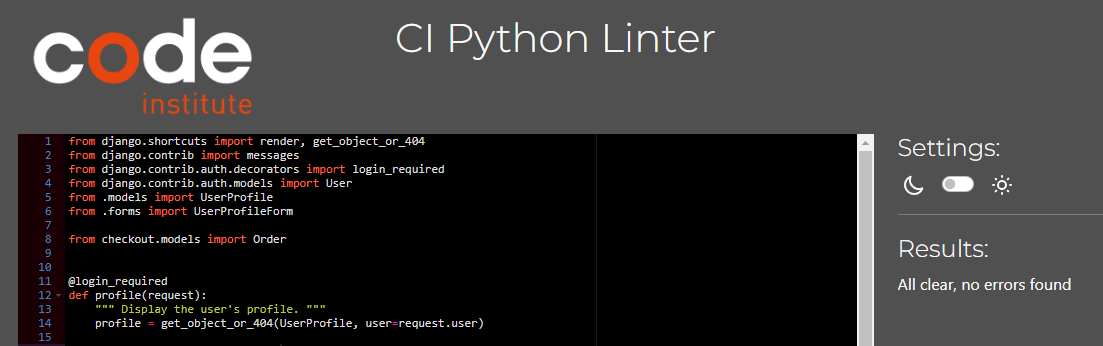 code
institute
CI Python Linter
1 from django.shortcuts import render, get_object_or_404
2 from django.contrib import messages
3 from django.contrib.auth.decorators import login_required
4 from django.contrib.auth.models import User
5 from .models import UserProfile
6 from .forms import UserProfileForm
7
8 from checkout.models import Order
9
10
11 @login_required
12 def profile(request):
13     """ Display the user's profile. """
14     profile = get_object_or_404(UserProfile, user=request.user)
15
Settings:
Results:
All clear, no errors found